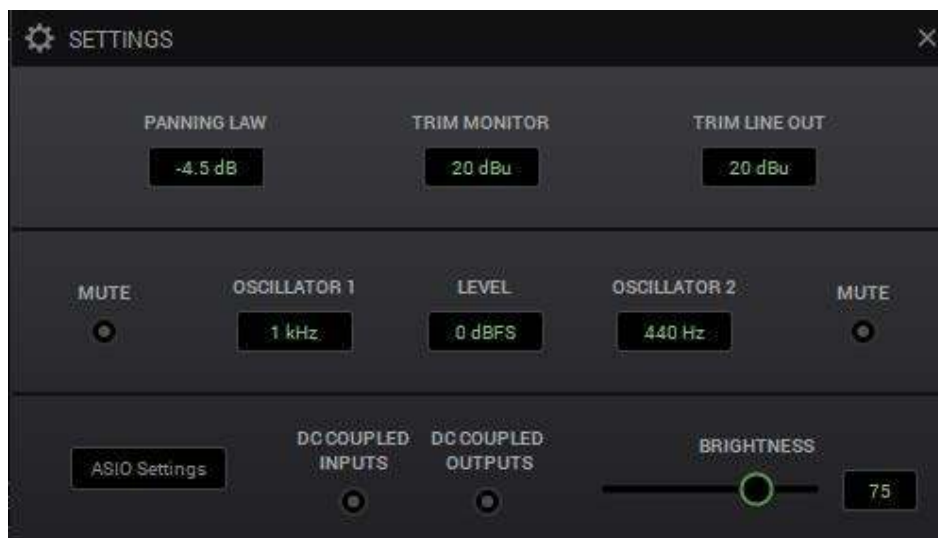 SETTINGS
PANNING LAW
TRIM MONITOR
TRIM LINE OUT
-4.5 dB
20 dBu
20 dBu
MUTE
OSCILLATOR 1
LEVEL
OSCILLATOR 2
MUTE
1 kHz
0 dBFS
440 Hz
ASIO Settings
DC COUPLED
INPUTS
DC COUPLED
OUTPUTS
BRIGHTNESS
75